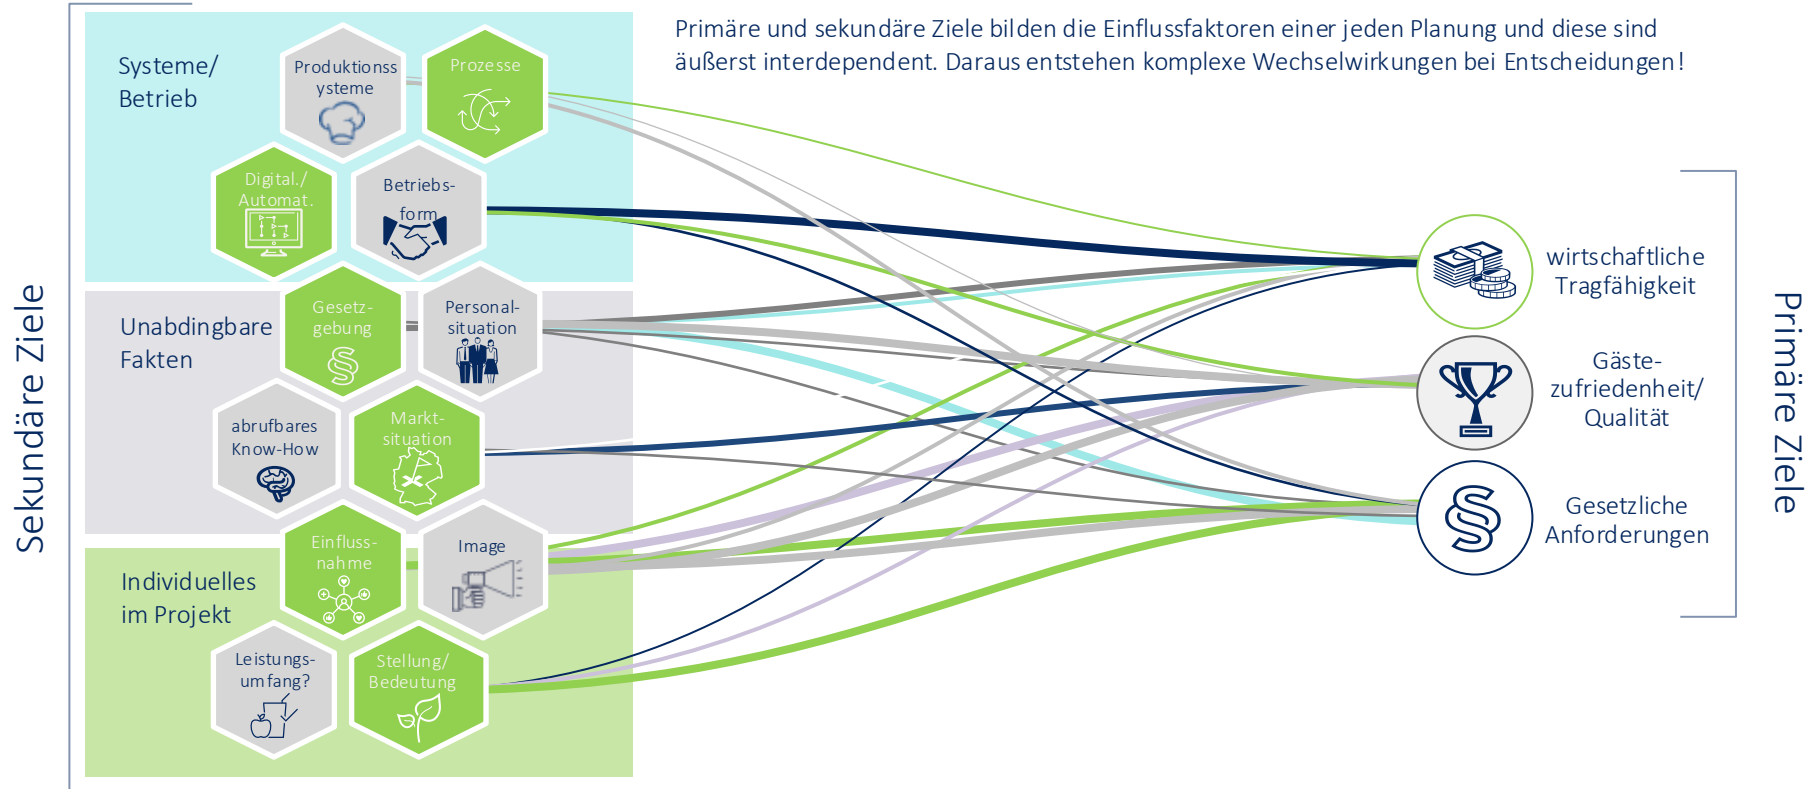 Primäre und sekundäre Ziele bilden die Einflussfaktoren einer jeden Planung und diese sind
äußerst interdependent. Daraus entstehen komplexe Wechselwirkungen bei Entscheidungen!
Sekundäre Ziele
Systeme/
Betrieb
Produktionss
ysteme
Prozesse
Digital./
Automat.
Betriebs-
form
Unabdingbare
Fakten
Gesetz-
gebung
Personal-
situation
abrufbares
Know-How
Markt-
situation
Individuelles
im Projekt
Einfluss-
nahme
Image
Leistungs-
umfang?
Stellung/
Bedeutung
wirtschaftliche
Tragfähigkeit
Gäste-
zufriedenheit/
Qualität
Gesetzliche
Anforderungen
Primäre Ziele